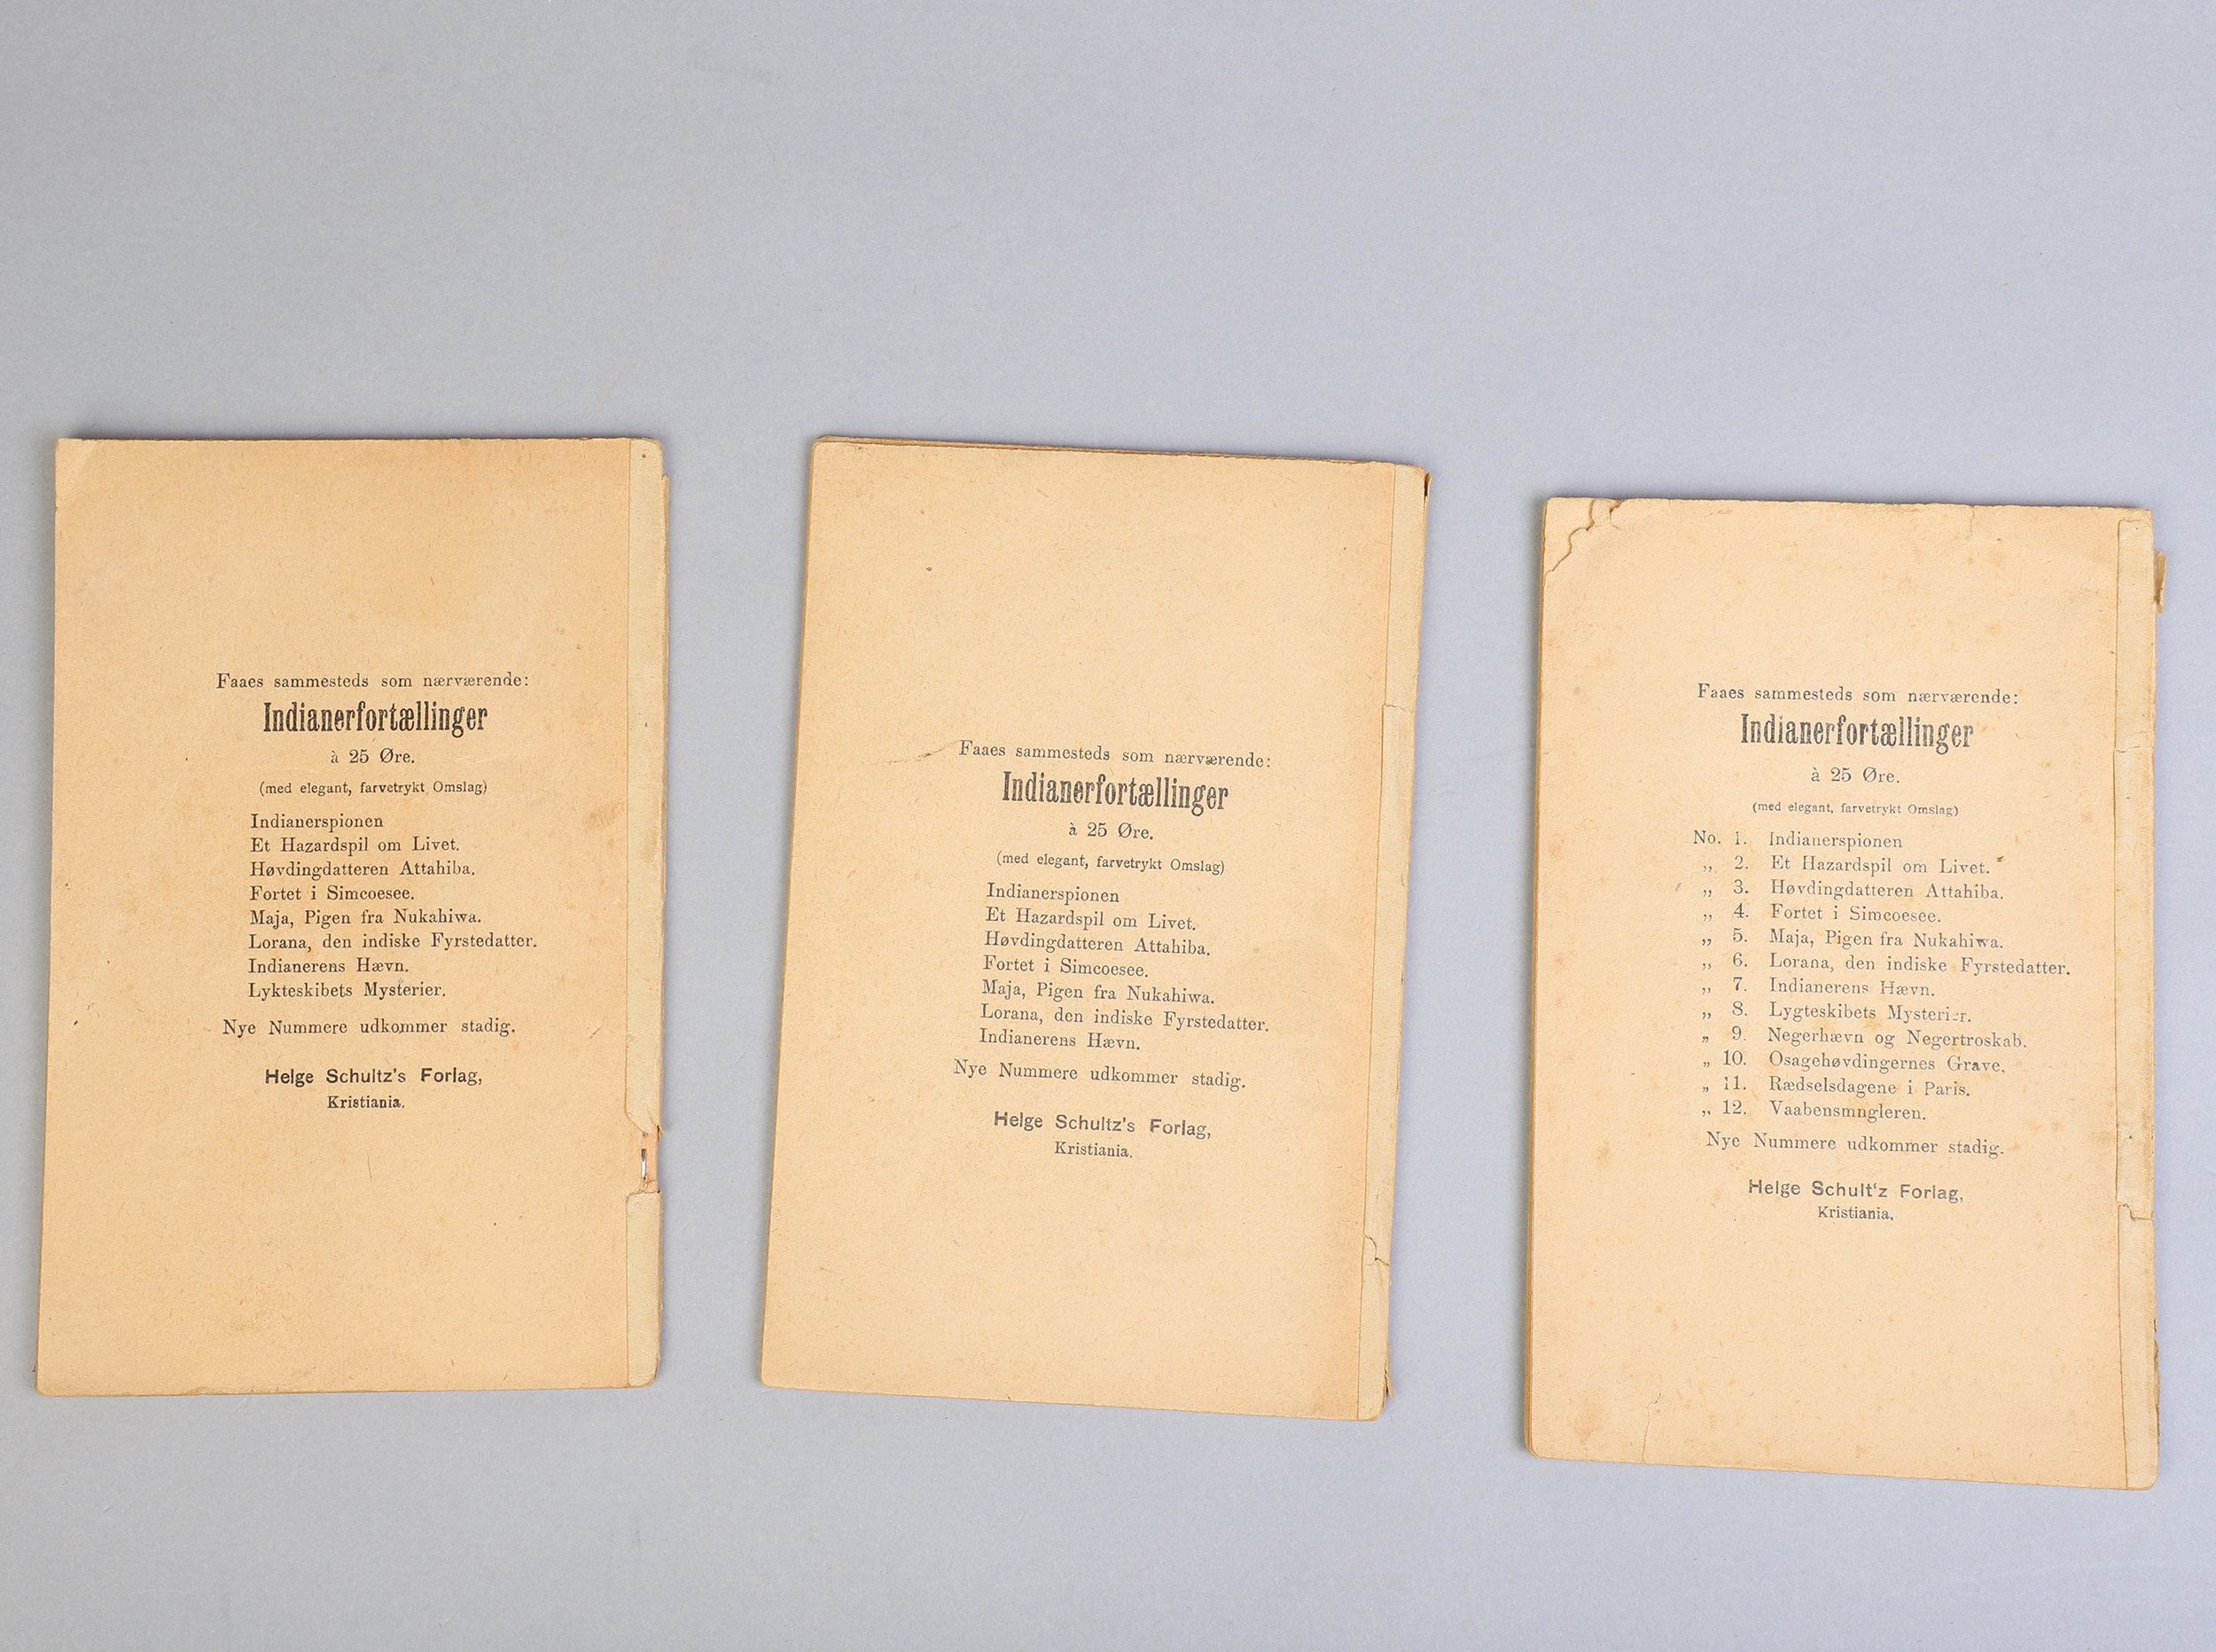 Faaes sammesteds som nærværende:
Indianerfortællinger
à 25 Øre.
(med elegant, farvetrykt Omslag)
Indianerspionen
Et Hazardspil om Livet.
Høvdingdatteren Attahiba.
Fortet i Simcoesee.
Maja, Pigen fra Nukahiwa.
Lorana, den indiske Fyrstedatter.
Indianerens Hævn.
Lykteskibets Mysterier.
Nye Nummere udkommer stadig.
Helge Schultz's Forlag,
Kristiania.
Faaes sammesteds som nærværende:
Indianerfortællinger
à 25 Øre.
(med elegant, farvetrykt Omslag)
Indianerspionen
Et Hazardspil om Livet.
Høvdingdatteren Attahiba.
Fortet i Simcoesee.
Maja, Pigen fra Nukahiwa.
Lorana, den indiske Fyrstedatter.
Indianerens Hævn.
Nye Nummere udkommer stadig.
Helge Schultz's Forlag,
Kristiania.
Faaes sammesteds som nærværende:
Indianerfortællinger
à 25 Øre.
(med elegant, farvetrykt Omslag)
No. 1. Indianerspionen
„ 2. Et Hazardspil om Livet.
„ 3. Høvdingdatteren Attahiba.
„ 4. Fortet i Simcoesee.
„ 5. Maja, Pigen fra Nukahiwa.
„ 6. Lorana, den indiske Fyrstedatter.
„ 7. Indianerens Hævn.
„ 8. Lygteskibets Mysterier.
„ 9. Negerhævn og Negertroskab.
„ 10. Osagehøvdingernes Grave.
„ 11. Rædselsdagene i Paris.
„ 12. Vaabensmngleren.
Nye Nummere udkommer stadig.
Helge Schult'z Forlag,
Kristiania.